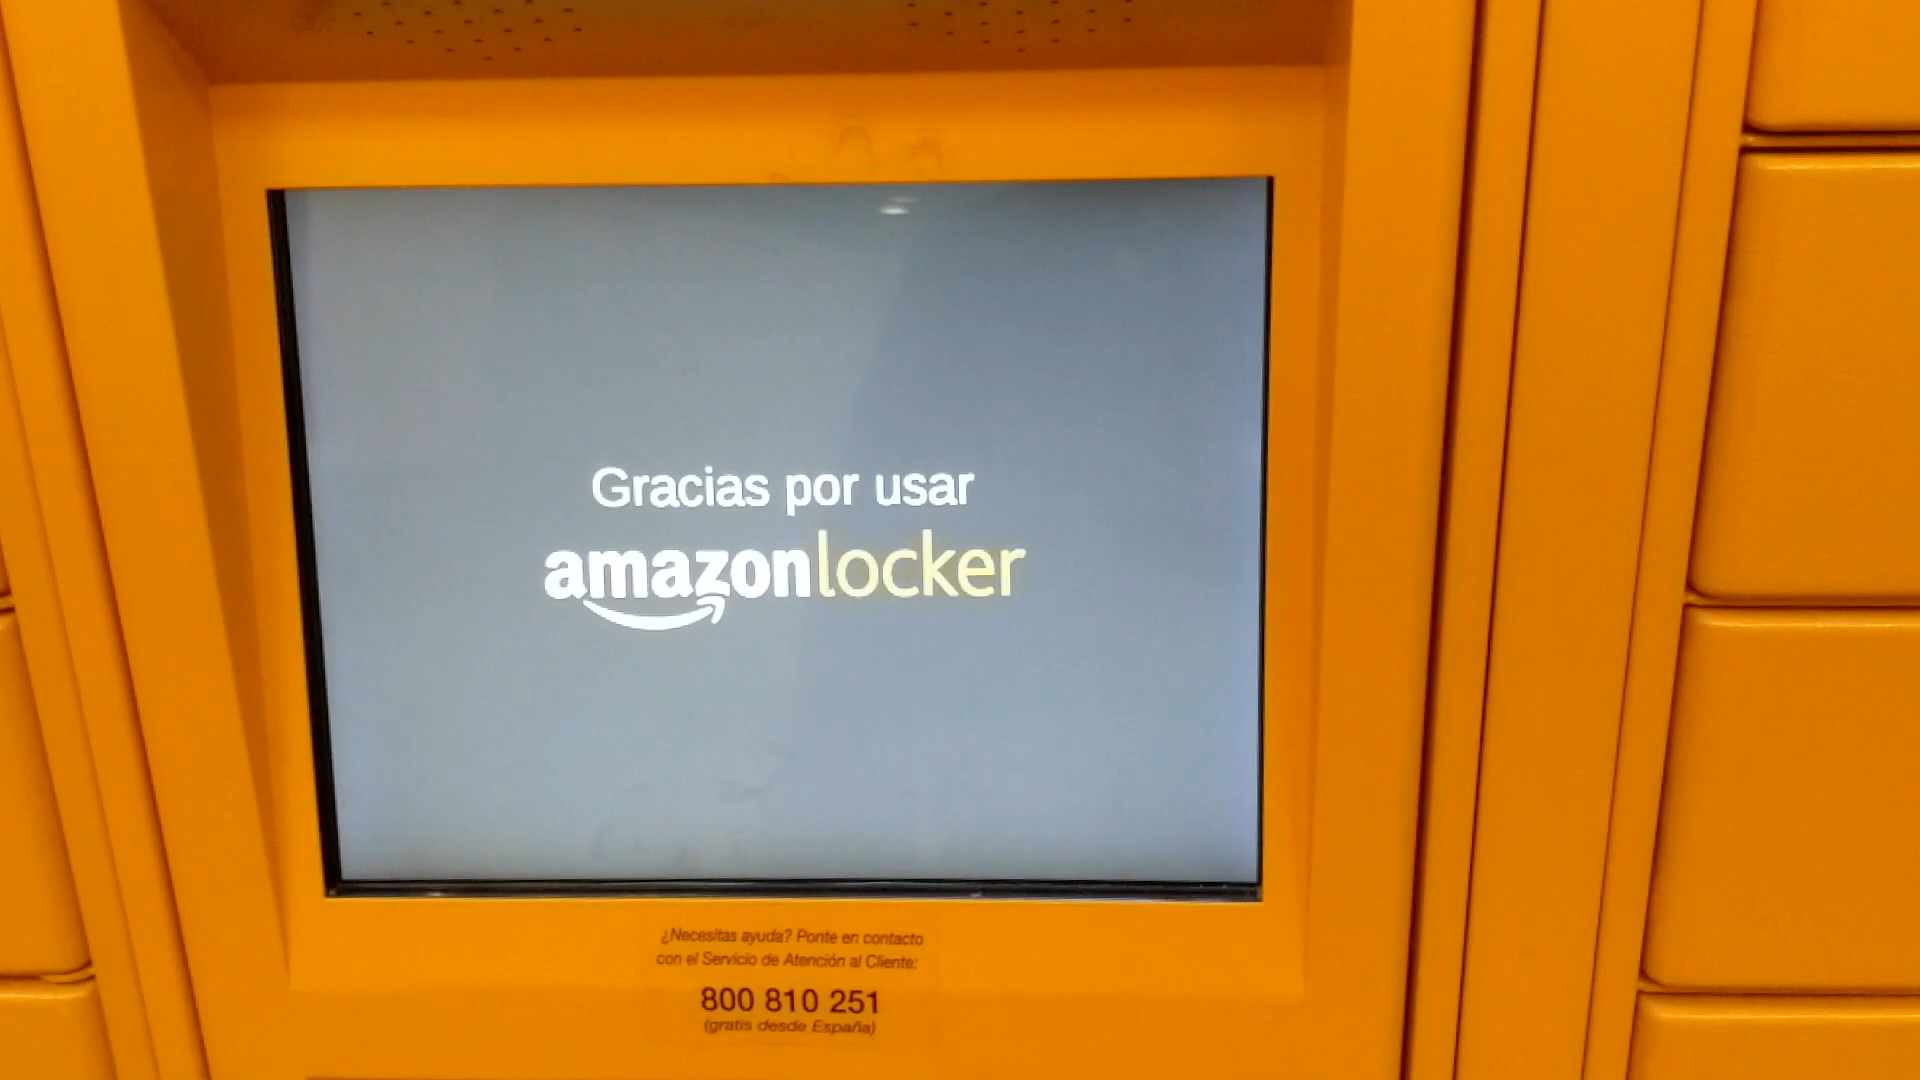 Gracias por usar
amazonlocker
¿Necesitas ayuda? Ponte en contacto
con el Servicio de Atención al Cliente:
800 810 251
(gratis desde España)